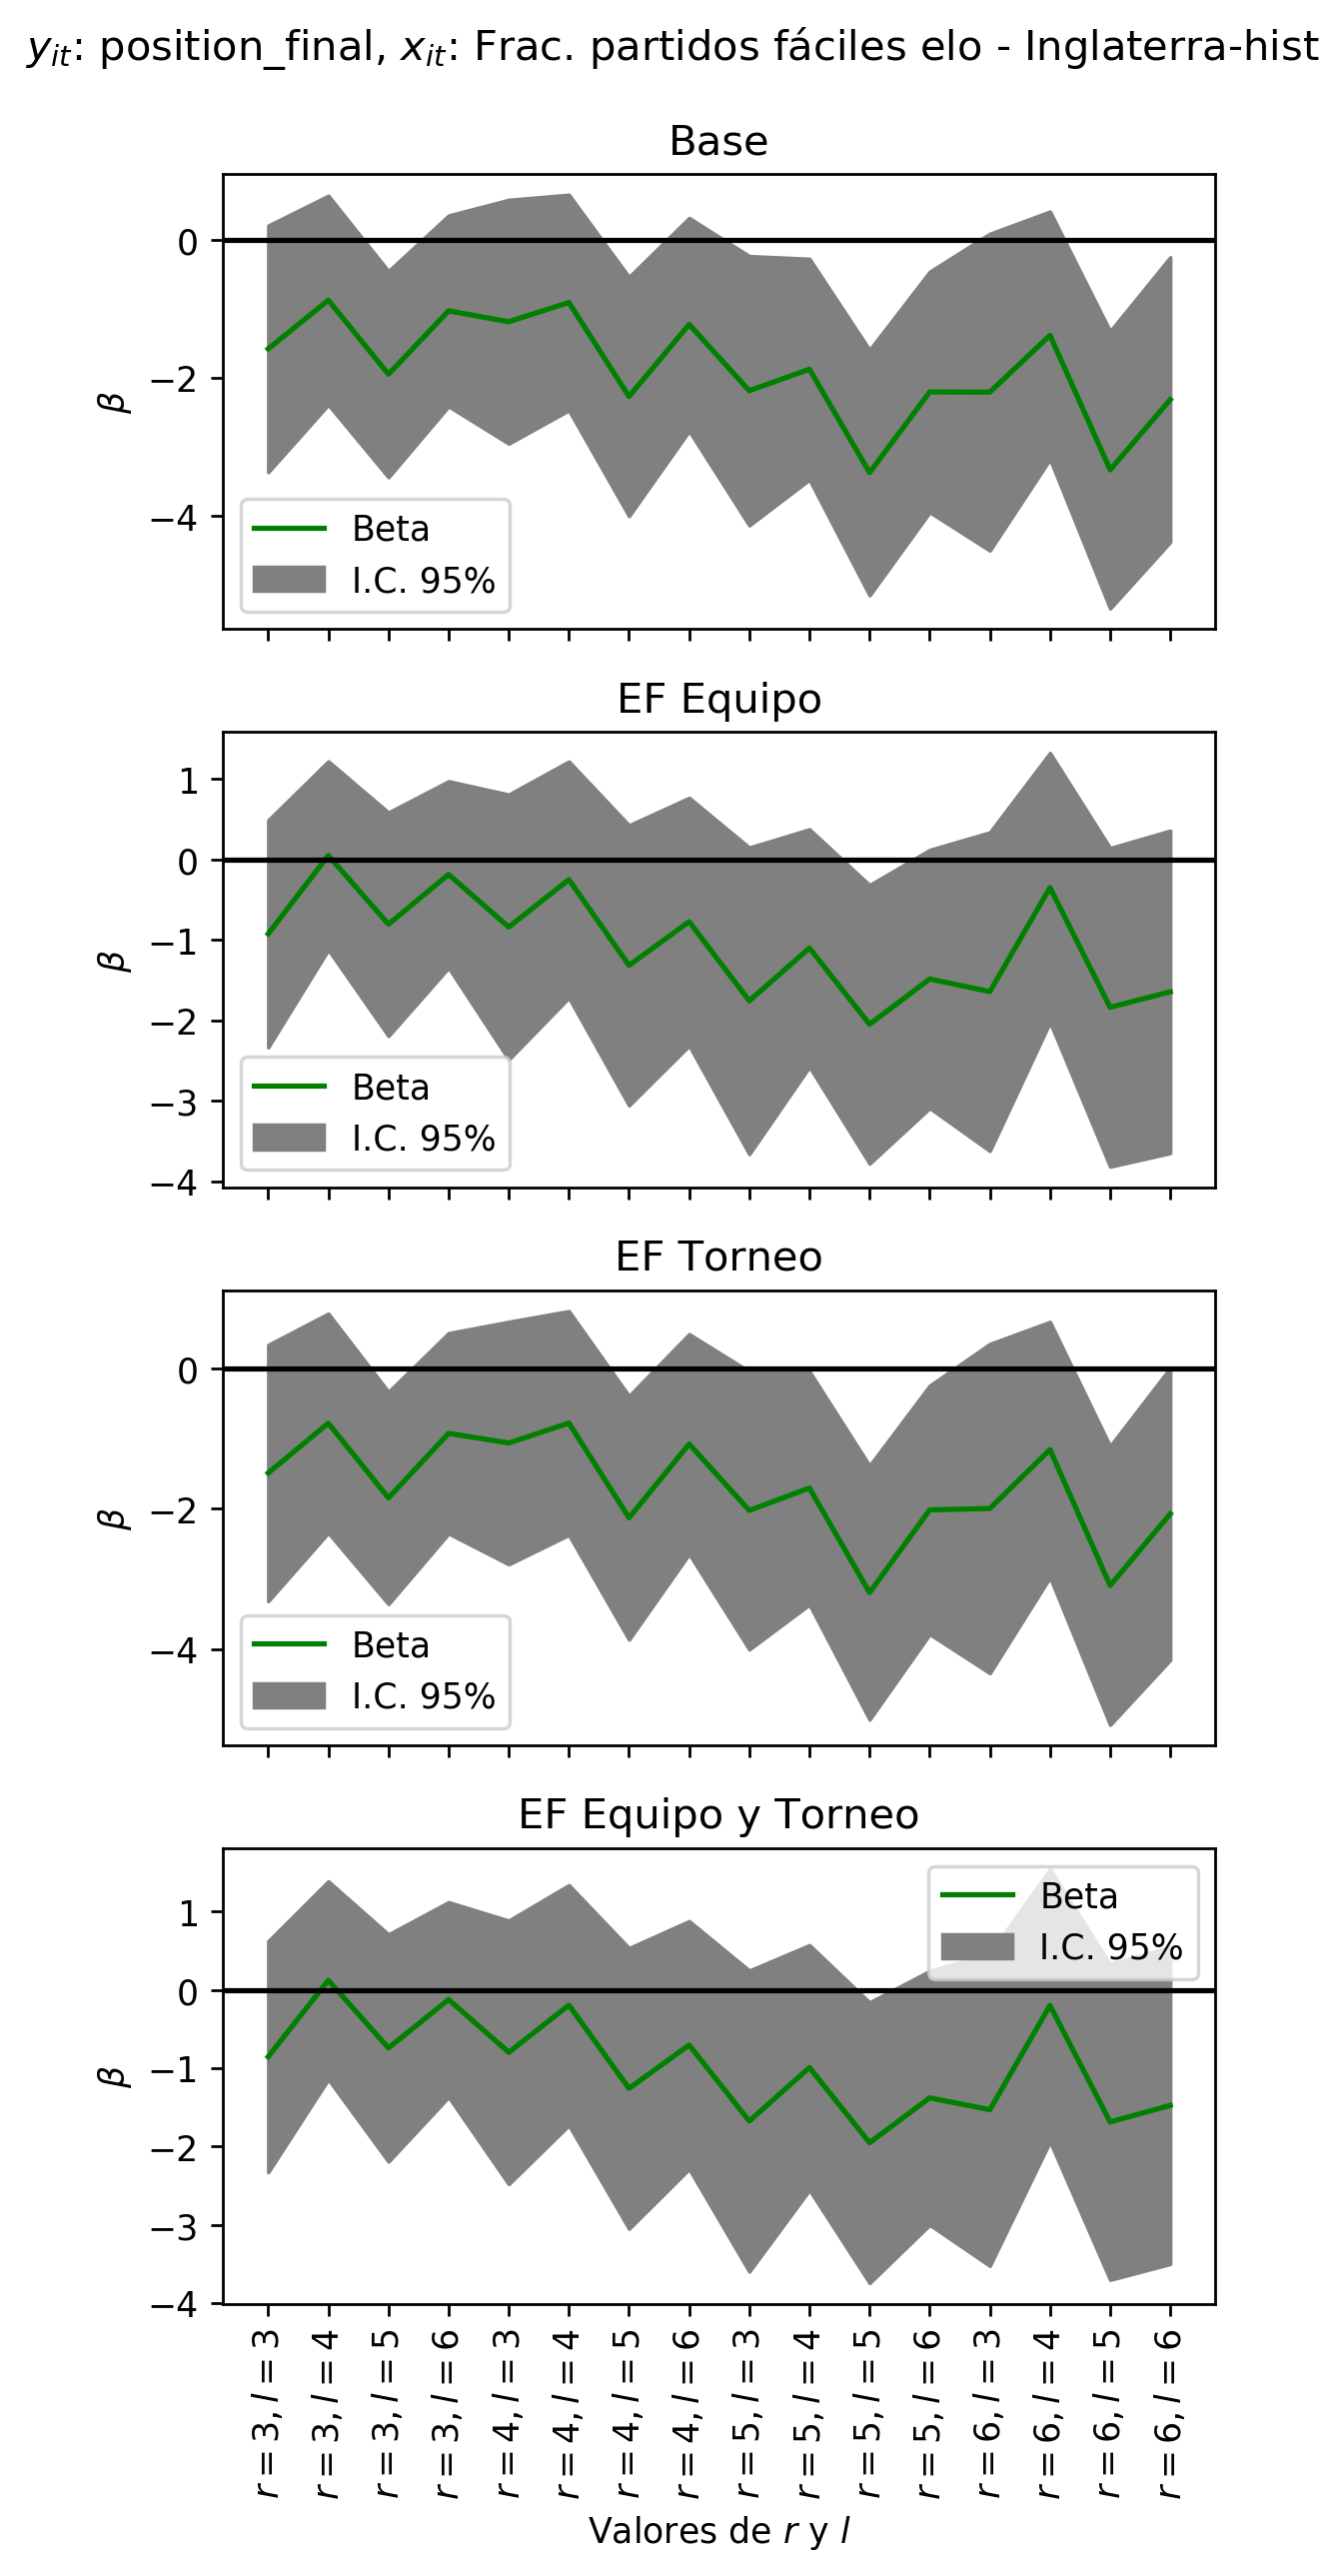 y_it: position_final, x_it: Frac. partidos fáciles elo - Inglaterra-hist
Base
0
−2
−4
β
Beta
I.C. 95%
EF Equipo
1
0
−1
−2
−3
−4
β
Beta
I.C. 95%
EF Torneo
0
−2
−4
β
Beta
I.C. 95%
EF Equipo y Torneo
1
0
−1
−2
−3
−4
β
Beta
I.C. 95%
r = 3, l = 3
r = 3, l = 4
r = 3, l = 5
r = 3, l = 6
r = 4, l = 3
r = 4, l = 4
r = 4, l = 5
r = 4, l = 6
r = 5, l = 3
r = 5, l = 4
r = 5, l = 5
r = 5, l = 6
r = 6, l = 3
r = 6, l = 4
r = 6, l = 5
r = 6, l = 6
Valores de r y l